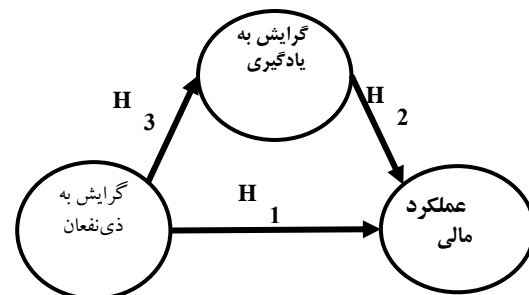 گرایش به
یادگیری
H
3
H
2
گرایش به
ذی‌نفعان
H
1
عملکرد
مالی